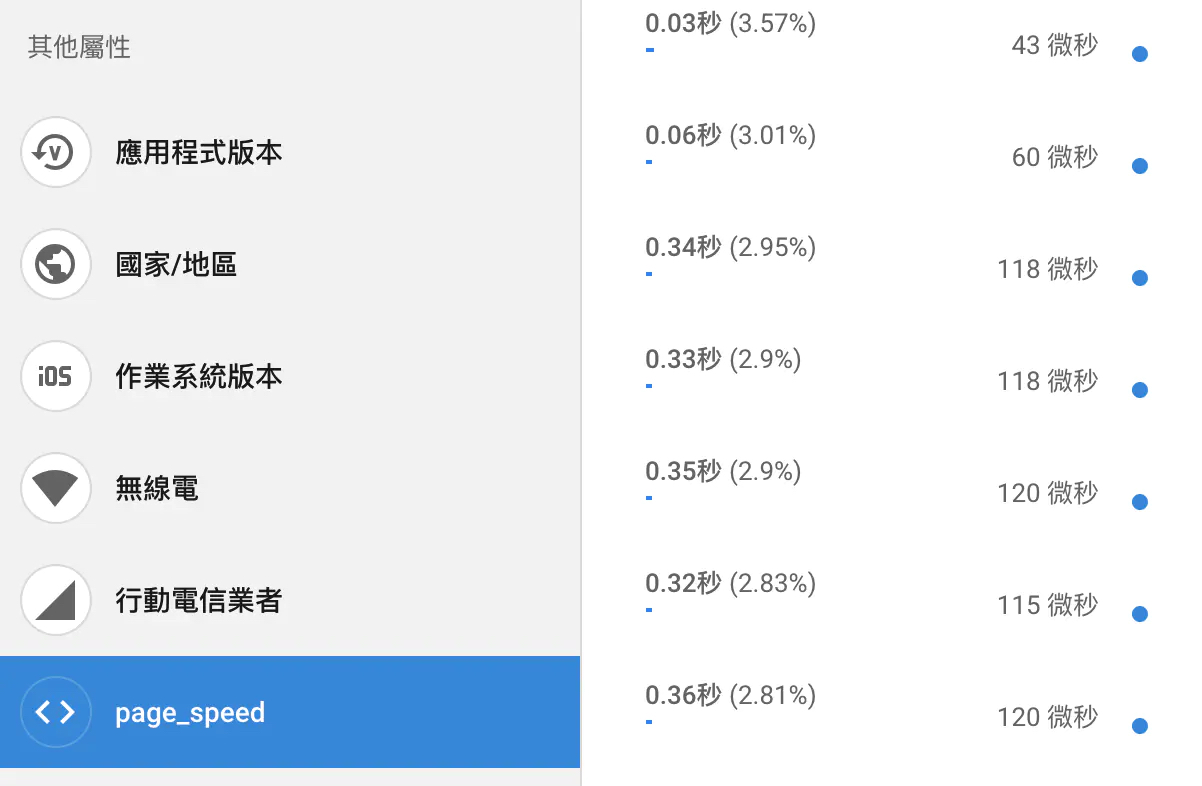 其他屬性
應用程式版本
國家/地區
iOS
作業系統版本
無線電
行動電信業者
page_speed
0.03秒 (3.57%)
43 微秒
0.06秒 (3.01%)
60 微秒
0.34秒 (2.95%)
118 微秒
0.33秒 (2.9%)
118 微秒
0.35秒 (2.9%)
120 微秒
0.32秒 (2.83%)
115 微秒
0.36秒 (2.81%)
120 微秒